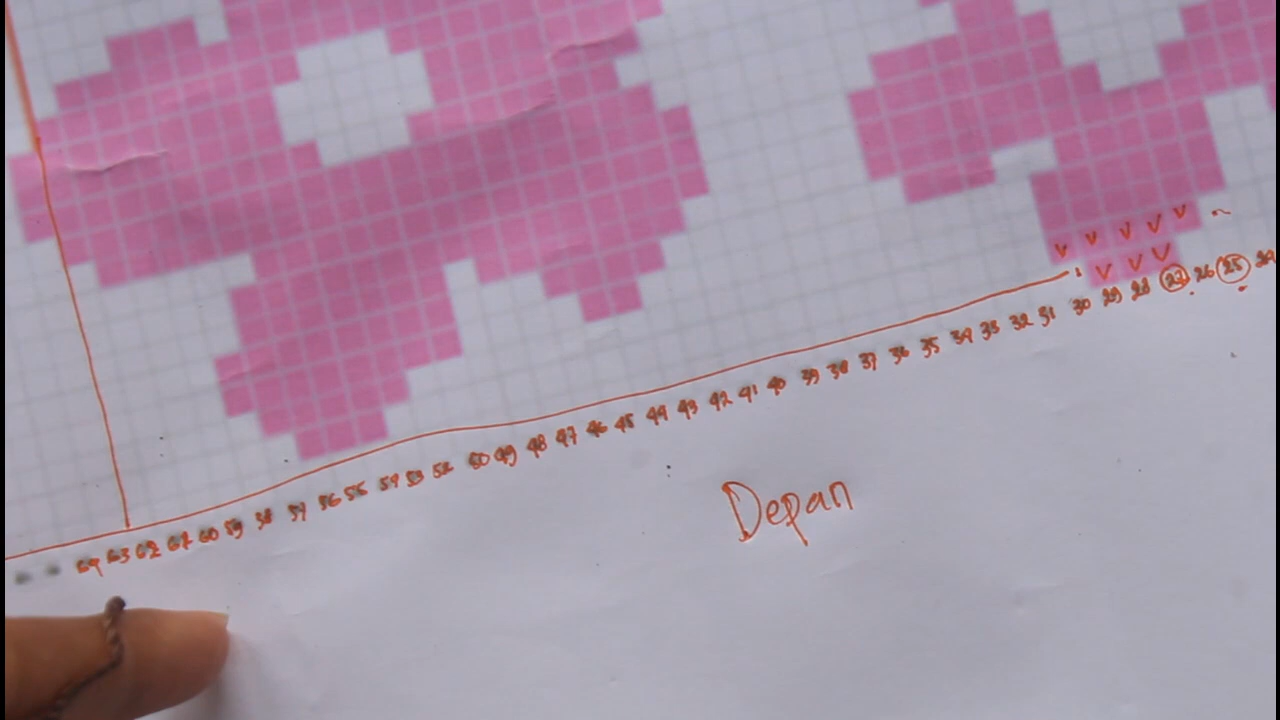 v v v v v
v v v
64 63 62 61 60 59 58 57 56 55 54 53 52 50 49 48 47 46 45 44 43 42 41 40 39 38 37 36 35 34 33 32 31 30 29 28 27 26 25 24
Depan